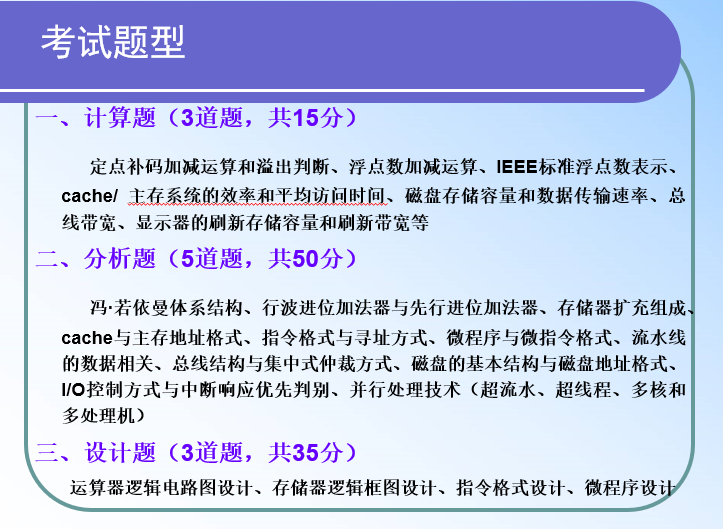 考试题型
一、计算题（3道题，共15分）
定点补码加减运算和溢出判断、浮点数加减运算、IEEE标准浮点数表示、
cache/ 主存系统的效率和平均访问时间、磁盘存储容量和数据传输速率、总
线带宽、显示器的刷新存储容量和刷新带宽等
二、分析题（5道题，共50分）
冯·若依曼体系结构、行波进位加法器与先行进位加法器、存储器扩充组成、
cache与主存地址格式、指令格式与寻址方式、微程序与微指令格式、流水线
的数据相关、总线结构与集中式仲裁方式、磁盘的基本结构与磁盘地址格式、
I/O控制方式与中断响应优先判别、并行处理技术（超流水、超线程、多核和
多处理机）
三、设计题（3道题，共35分）
运算器逻辑电路图设计、存储器逻辑框图设计、指令格式设计、微程序设计